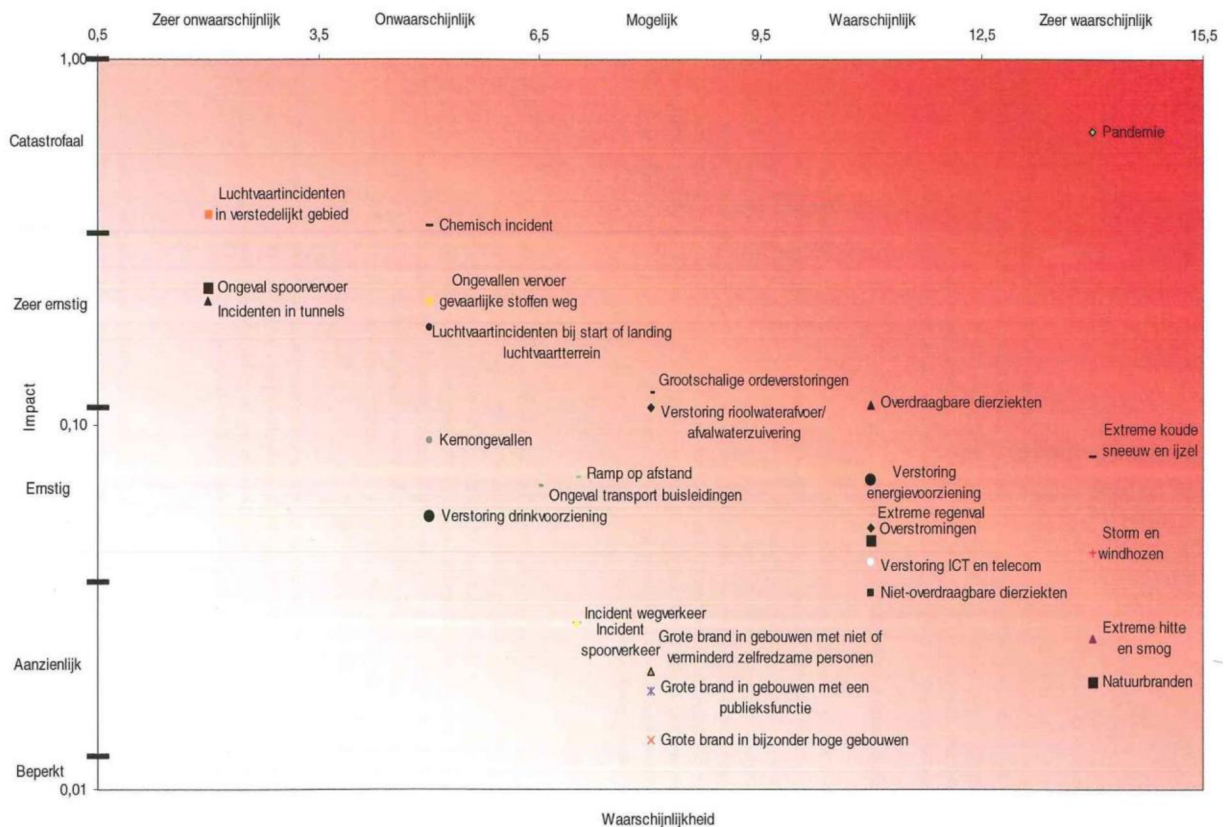 Zeer onwaarschijnlijk Onwaarschijnlijk Mogelijk Waarschijnlijk Zeer waarschijnlijk
0,5 3,5 6,5 9,5 12,5 15,5
1,00
Catastrofaal
Pandemie
Luchtvaartincidenten
in verstedelijkt gebied
Chemisch incident
Zeer ernstig
Ongeval spoorvervoer
Incidenten in tunnels
Ongevallen vervoer
gevaarlijke stoffen weg
Luchtvaartincidenten bij start of landing
luchtvaartterrein
Impact
0,10
Grootschalige ordeverstoringen
Verstoring rioolwaterafvoer/
afvalwaterzuivering
Overdraagbare dierziekten
Kernongevallen
Extreme koude
sneeuw en ijzel
Ernstig
Ramp op afstand
Ongeval transport buisleidingen
Verstoring
energievoorziening
Verstoring drinkvoorziening
Extreme regenval
Overstromingen
Storm en
windhozen
Verstoring ICT en telecom
Niet-overdraagbare dierziekten
Aanzienlijk
Incident wegverkeer
Incident
spoorverkeer
Grote brand in gebouwen met niet of
verminderd zelfredzame personen
Extreme hitte
en smog
Grote brand in gebouwen met een
publieksfunctie
Natuurbranden
Grote brand in bijzonder hoge gebouwen
Beperkt
0,01
Waarschijnlijkheid